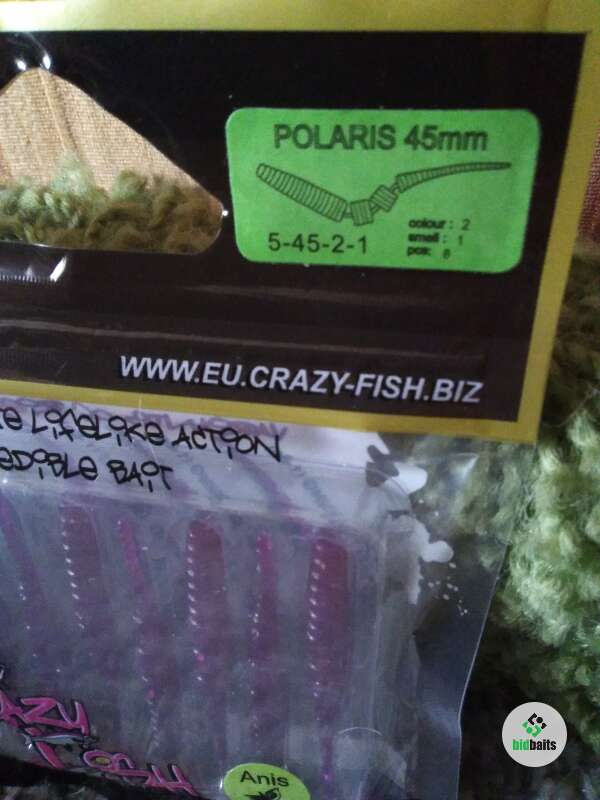 POLARIS 45mm
5-45-2-1
colour: 2
smell: 1
pcs: 8
WWW.EU.CRAZY-FISH.BIZ
LIFELIKE ACTION
EDIBLE BAIT
Fish
Anis
bidbaits